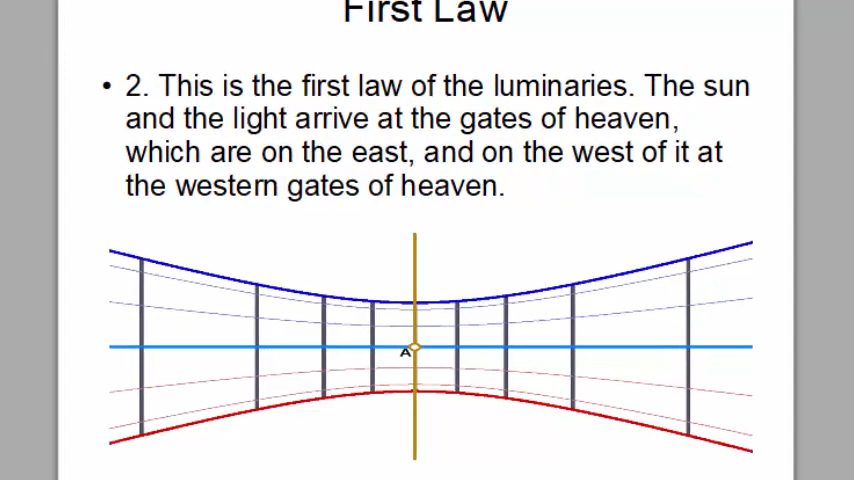 First Law
• 2. This is the first law of the luminaries. The sun
and the light arrive at the gates of heaven,
which are on the east, and on the west of it at
the western gates of heaven.
A